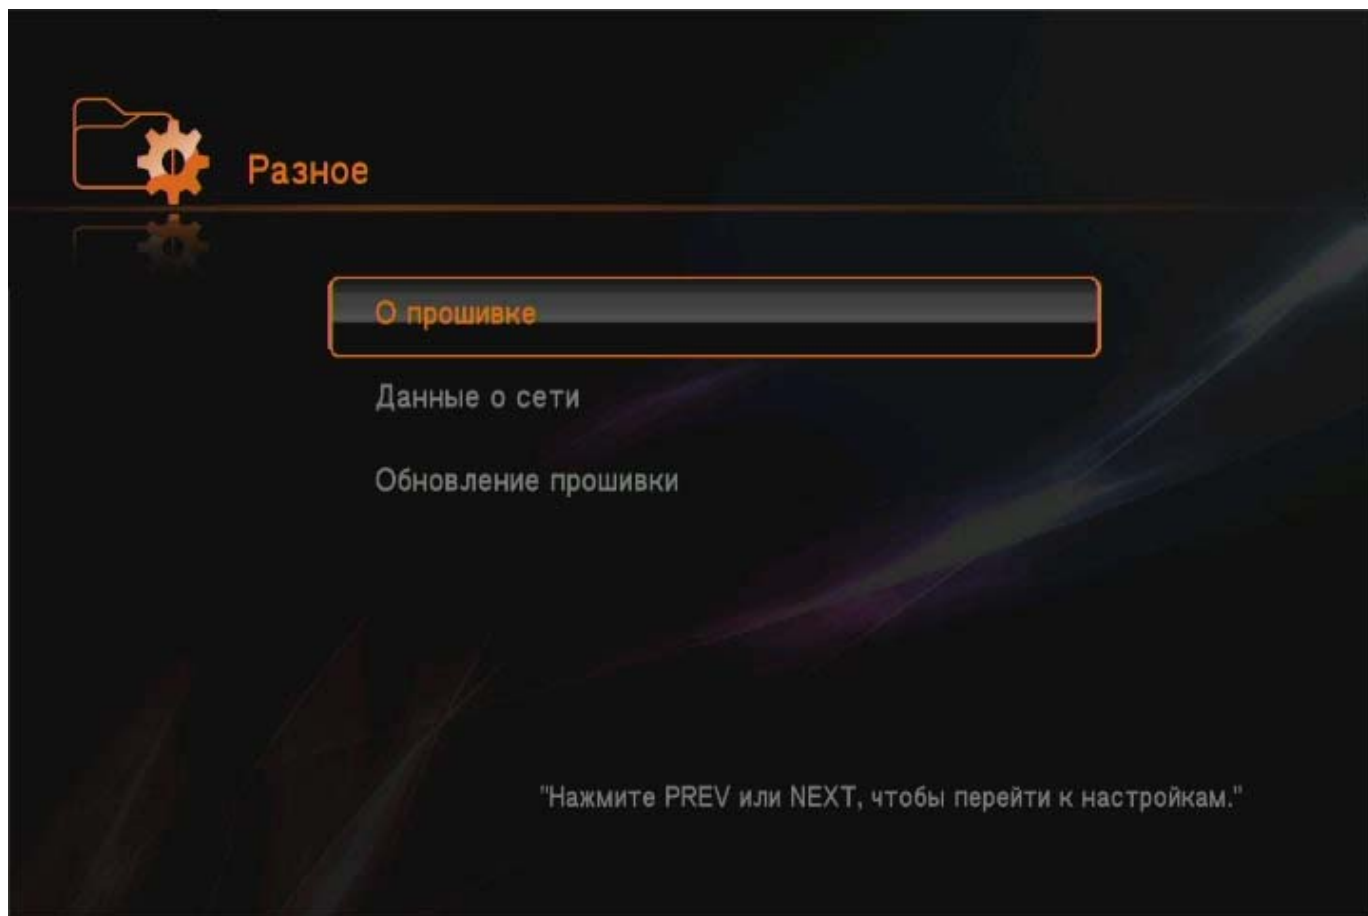 Разное
О прошивке
Данные о сети
Обновление прошивки
"Нажмите PREV или NEXT, чтобы перейти к настройкам."